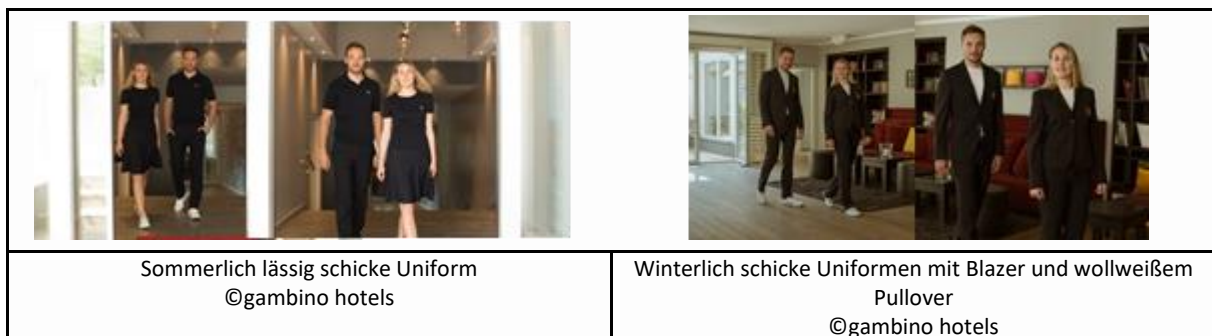 Sommerlich lässig schicke Uniform
©gambino hotels
Winterlich schicke Uniformen mit Blazer und wollweißem
Pullover
©gambino hotels